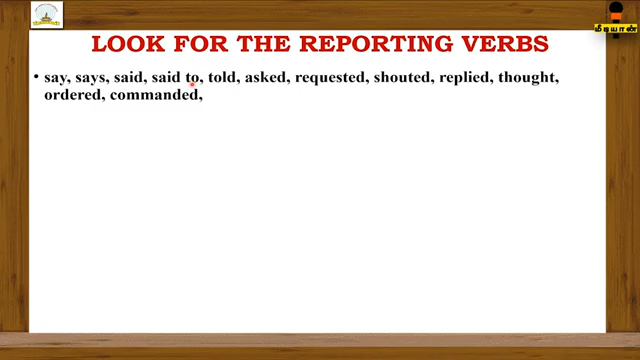 மீடியான்
LOOK FOR THE REPORTING VERBS
• say, says, said, said to, told, asked, requested, shouted, replied, thought,
ordered, commanded,